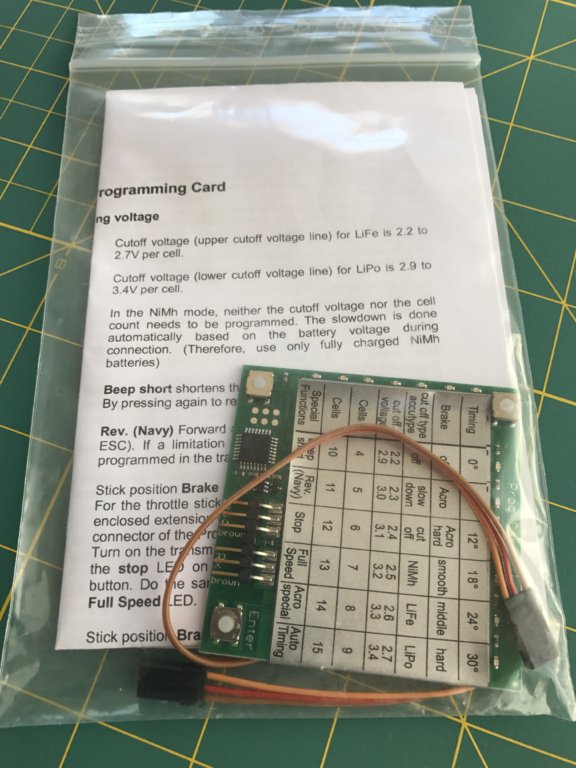 rogramming Card
ng voltage
Cutoff voltage (upper cutoff voltage line) for LiFe is 2.2 to
2.7V per cell.
Cutoff voltage (lower cutoff voltage line) for LiPo is 2.9 to
3.4V per cell.
In the NiMh mode, neither the cutoff voltage nor the cell
count needs to be programmed. The slowdown is done
automatically based on the battery voltage during
connection. (Therefore, use only fully charged NiMh
batteries)
Beep short shortens th
By pressing again to re
Rev. (Navy) Forward
ESC). If a limitation
programmed in the tra
Stick position Brake
For the throttle stick
enclosed extensio
connector of the Pro
Turn on the transm
the stop LED on
button. Do the sa
Full Speed LED.
Stick position Bra
Timing 0° 12° 18° 24° 30°
Brake Acro Acro hard smooth middle hard
cut off type accutype off slow down cut off NiMh LiFe LiPo
cut off voltage 2.2 2.9 2.3 3.0 2.4 3.1 2.5 3.2 2.6 3.3 2.7 3.4
Cells 4 5 6 7 8 9
Cells 10 11 12 13 14 15
Special Functions Rev. (Navy) Stop Full Speed Acro special Auto Timing
Prog
Enter
broun
broun